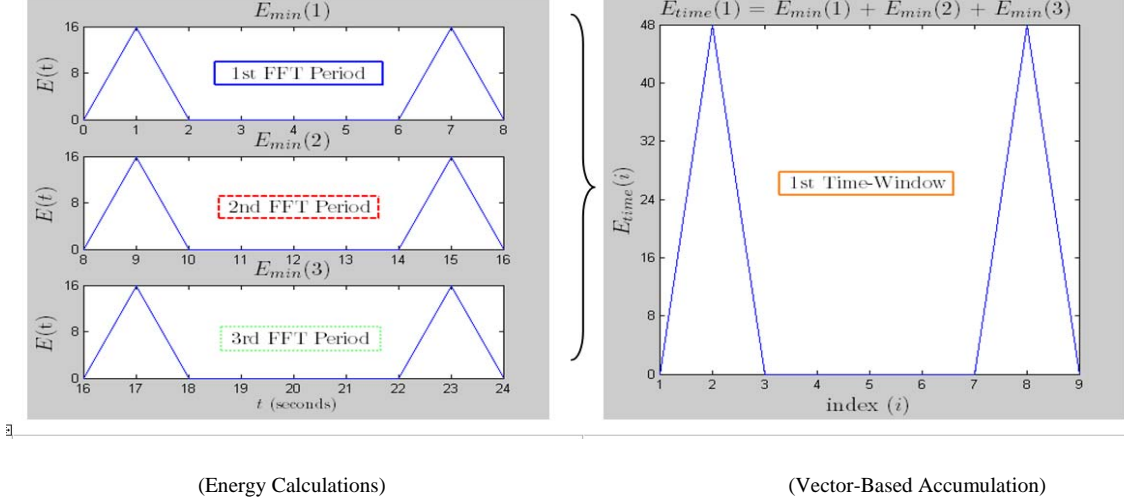 E_min(1)
16
8
0
E(t)
1st FFT Period
0 1 2 3 4 5 6 7 8
E_min(2)
16
8
0
E(t)
2nd FFT Period
8 9 10 11 12 13 14 15 16
E_min(3)
16
8
0
E(t)
3rd FFT Period
16 17 18 19 20 21 22 23 24
t (seconds)
E_time(1) = E_min(1) + E_min(2) + E_min(3)
48
40
32
24
16
8
0
E_time(i)
1st Time-Window
1 2 3 4 5 6 7 8 9
index (i)
(Energy Calculations)
(Vector-Based Accumulation)